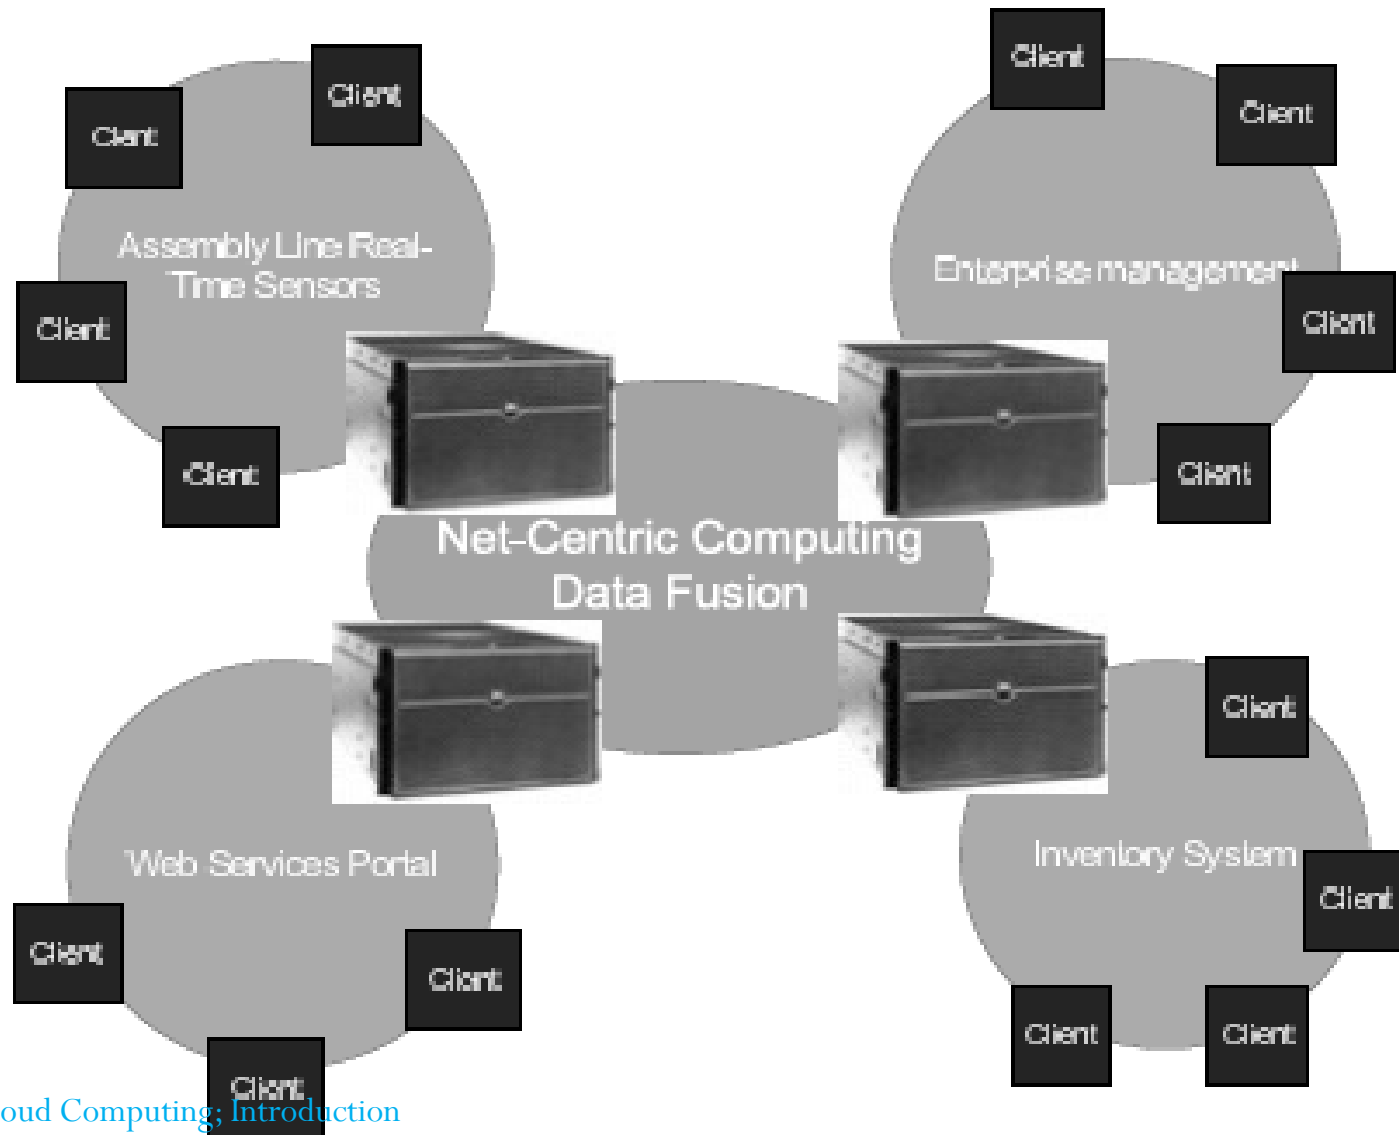 Client
Client
Client
Client
Assembly Line Real-
Time Sensors
Enterprise management
Client
Client
Client
Client
Net-Centric Computing
Data Fusion
Client
Web Services Portal
Inventory System
Client
Client
Client
Client
Client
Client
oud Computing; Introduction